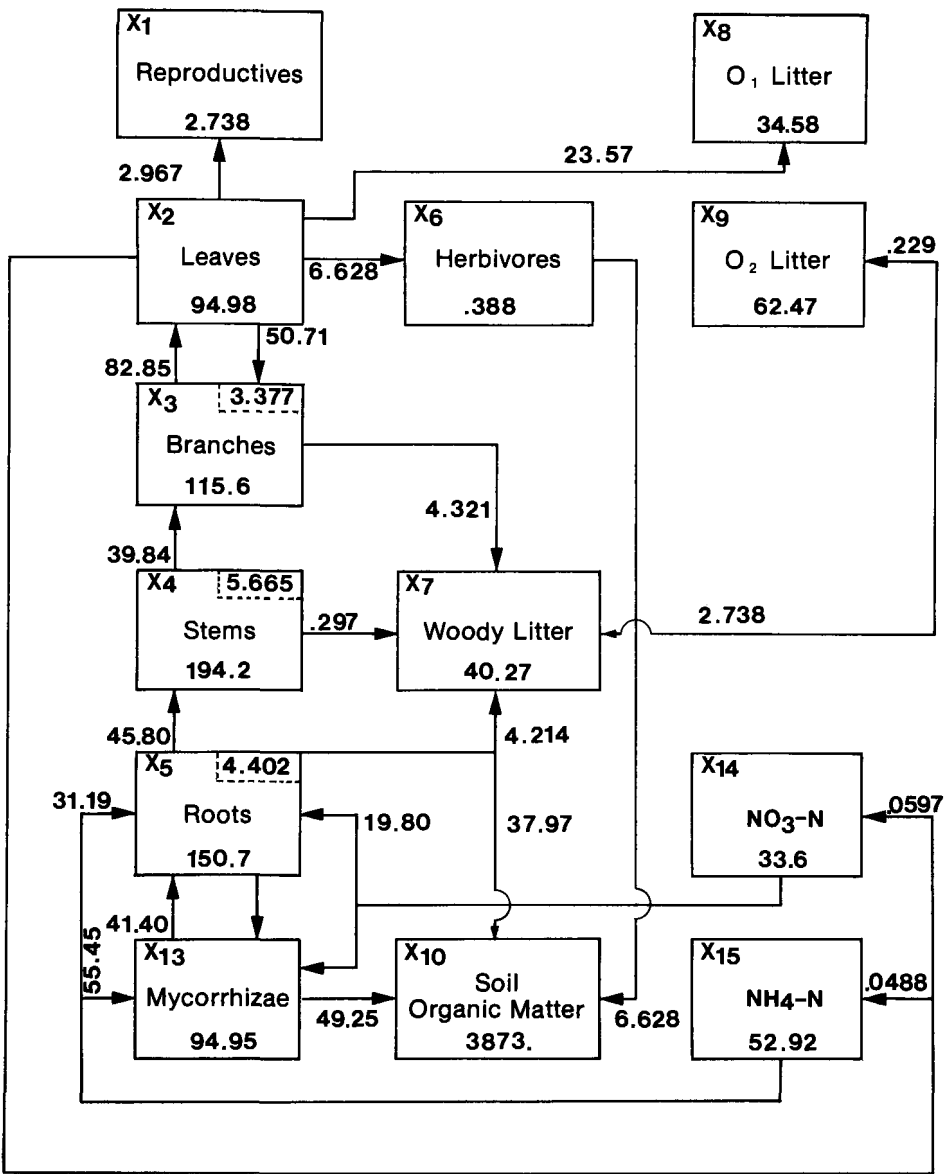 X1
Reproductives
2.738
X8
O1 Litter
34.58
2.967
23.57
X2
Leaves
94.98
X6
Herbivores
.388
X9
O2 Litter
62.47
.229
6.628
50.71
82.85
X3
3.377
Branches
115.6
4.321
39.84
X4
5.665
Stems
194.2
.297
X7
Woody Litter
40.27
2.738
45.80
4.214
X5
4.402
Roots
150.7
31.19
19.80
37.97
X14
NO3-N
33.6
.0597
41.40
55.45
X13
Mycorrhizae
94.95
49.25
X10
Soil
Organic Matter
3873.
6.628
X15
NH4-N
52.92
.0488